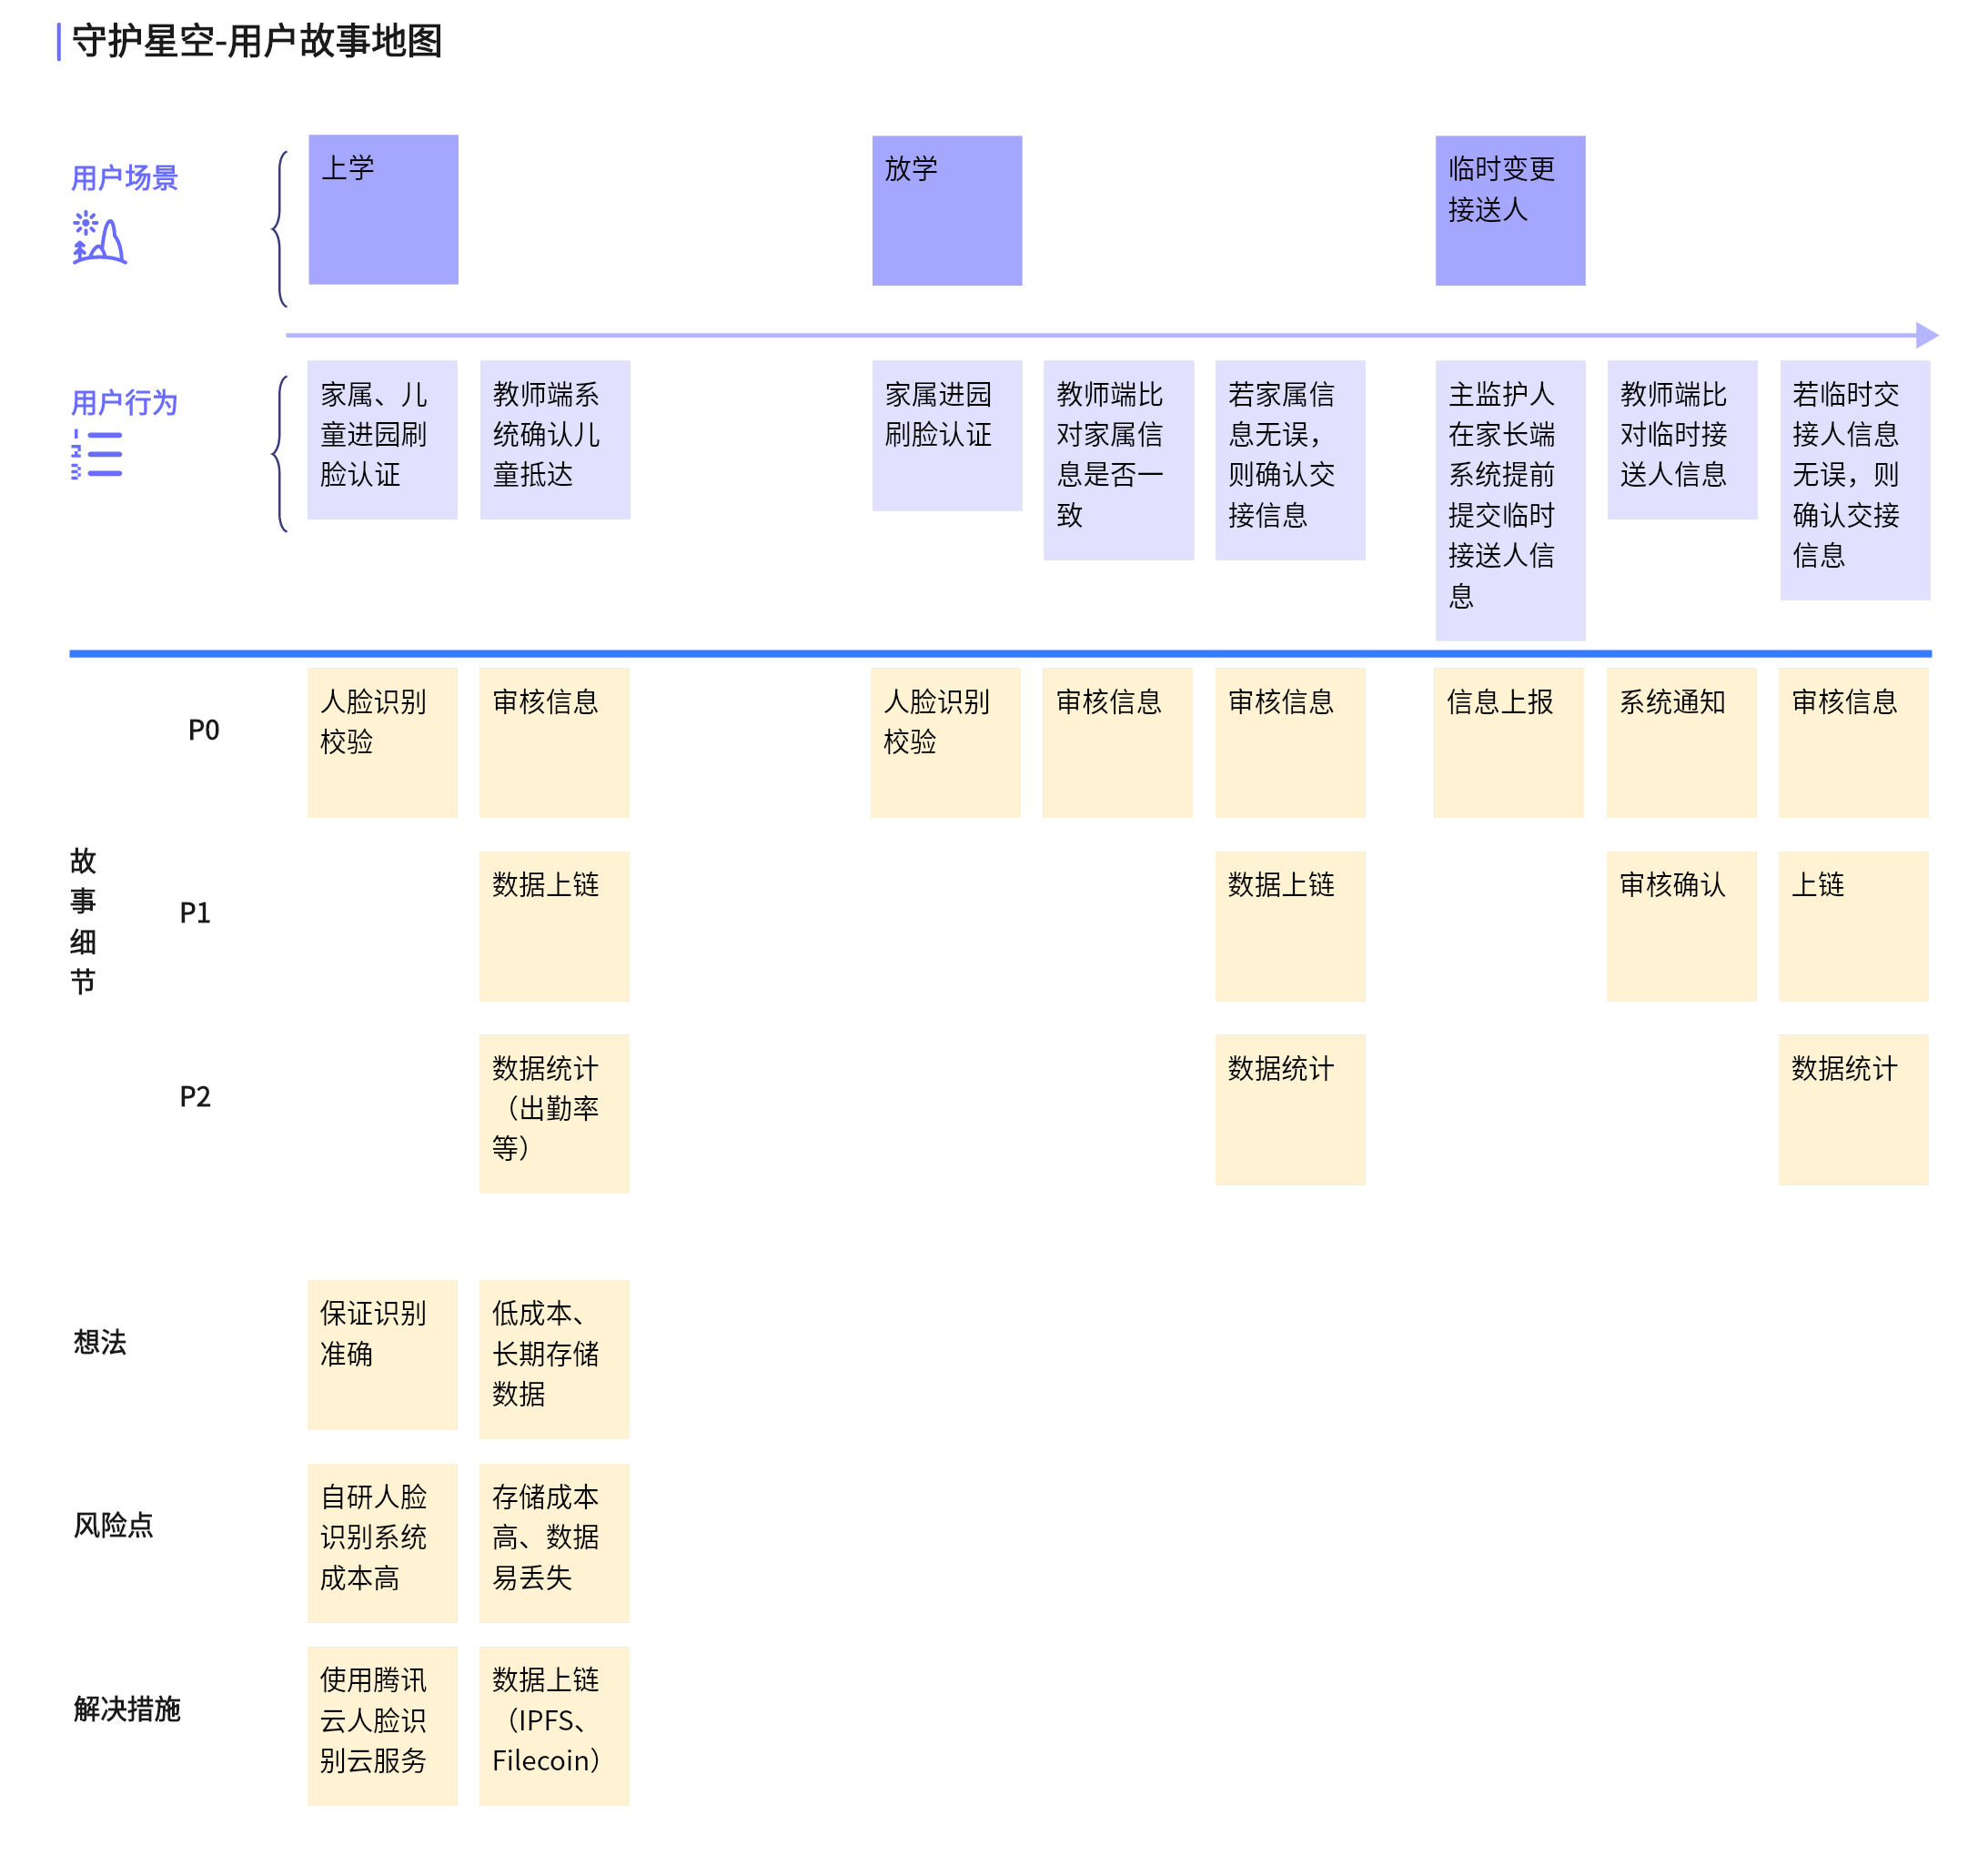 守护星空-用户故事地图
用户场景
上学
放学
临时变更
接送人
用户行为
家属、儿
童进园刷
脸认证
教师端系
统确认儿
童抵达
家属进园
刷脸认证
教师端比
对家属信
息是否一
致
若家属信
息无误，
则确认交
接信息
主监护人
在家长端
系统提前
提交临时
接送人信
息
教师端比
对临时接
送人信息
若临时交
接人信息
无误，则
确认交接
信息
故
事
细
节
P0
人脸识别
校验
审核信息
人脸识别
校验
审核信息
审核信息
信息上报
系统通知
审核信息
P1
数据上链
数据上链
审核确认
上链
P2
数据统计
（出勤率
等）
数据统计
数据统计
想法
保证识别
准确
低成本、
长期存储
数据
风险点
自研人脸
识别系统
成本高
存储成本
高、数据
易丢失
解决措施
使用腾讯
云人脸识
别云服务
数据上链
（IPFS、
Filecoin）